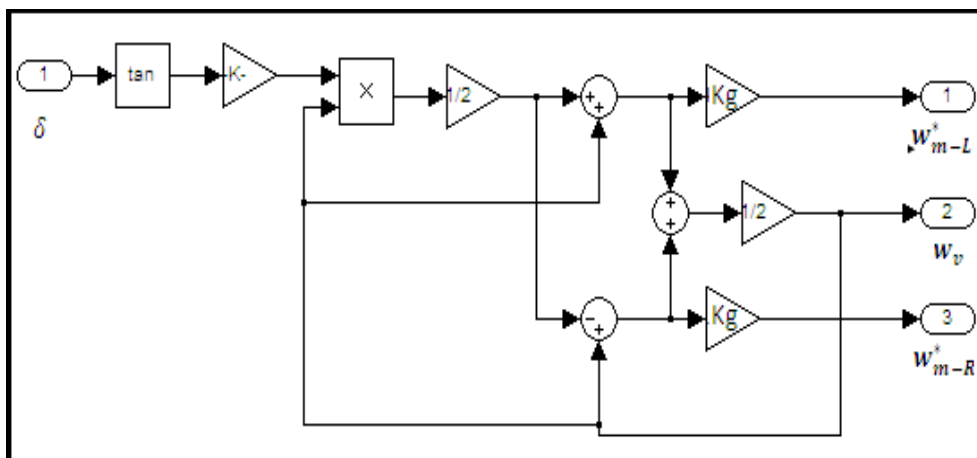 1
δ
tan
K-
X
1/2
+
+
Kg
1
w*m-L
+
+
1/2
2
wv
-
+
Kg
3
w*m-R